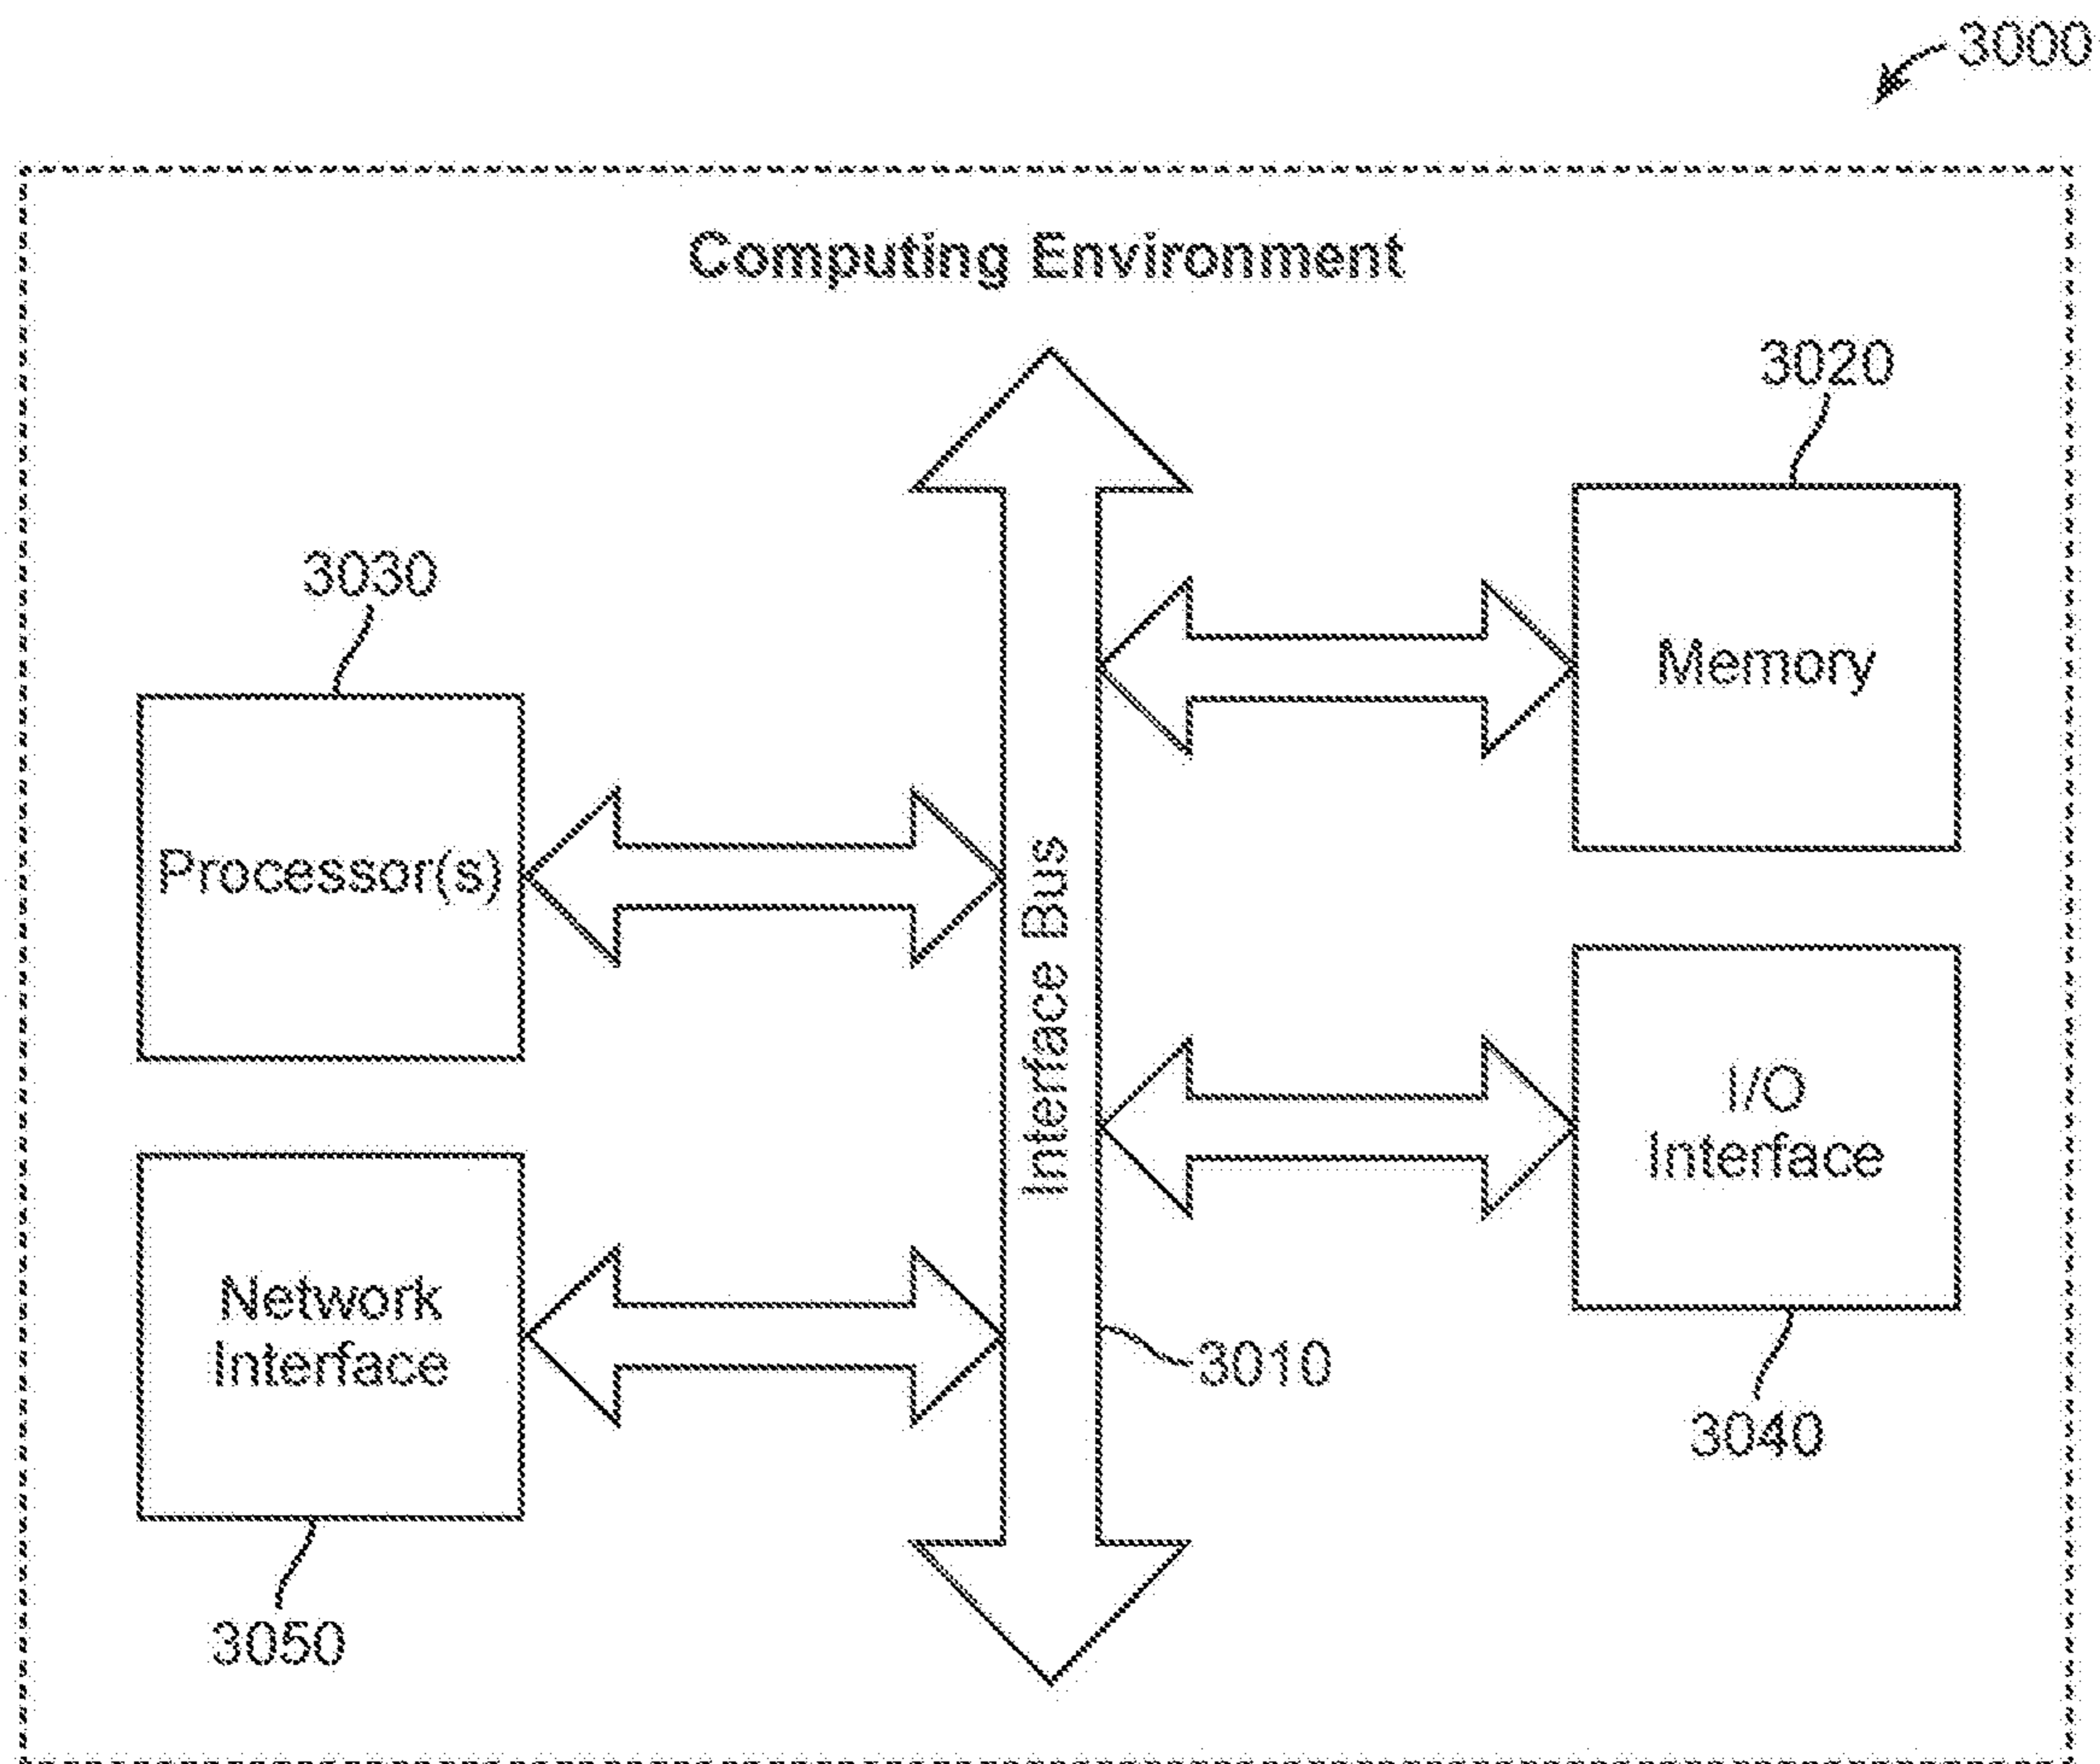 3000
Computing Environment
3020
3030
Memory
Processor(s)
Interface Bus
I/O
Interface
Network
Interface
3010
3040
3050